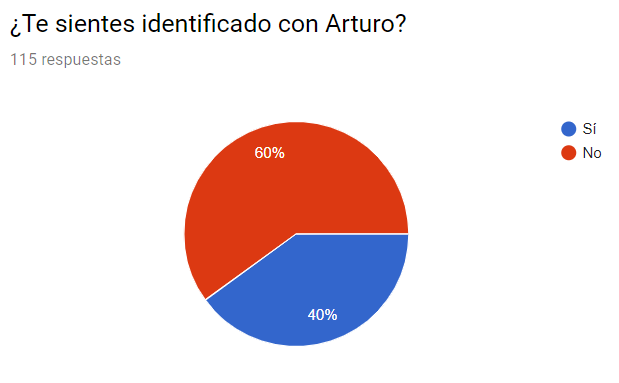 ¿Te sientes identificado con Arturo?
115 respuestas
60%
40%
Sí
No